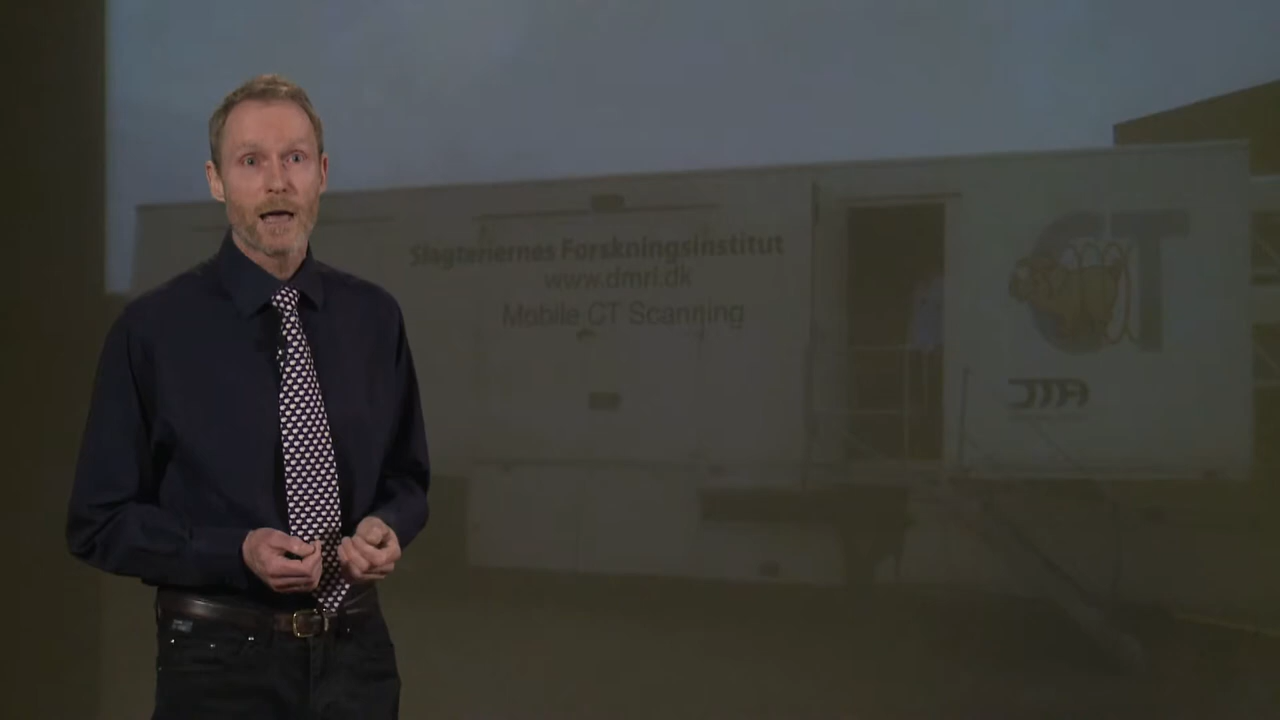 Slagteriernes Forskningsinstitut
www.dmri.dk
Mobile CT Scanning
CT